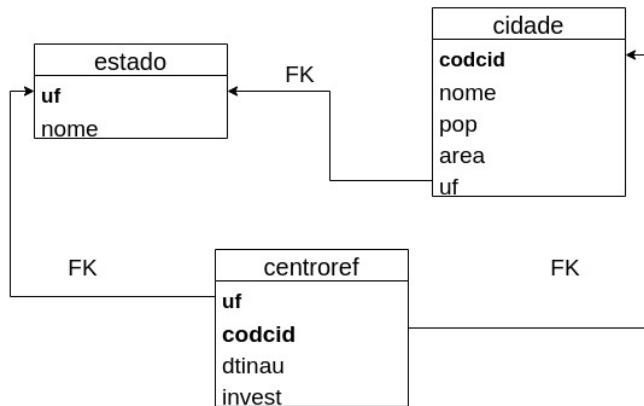 estado
uf
nome
FK
cidade
codcid
nome
pop
area
uf
FK
centroref
uf
codcid
dtinau
invest
FK